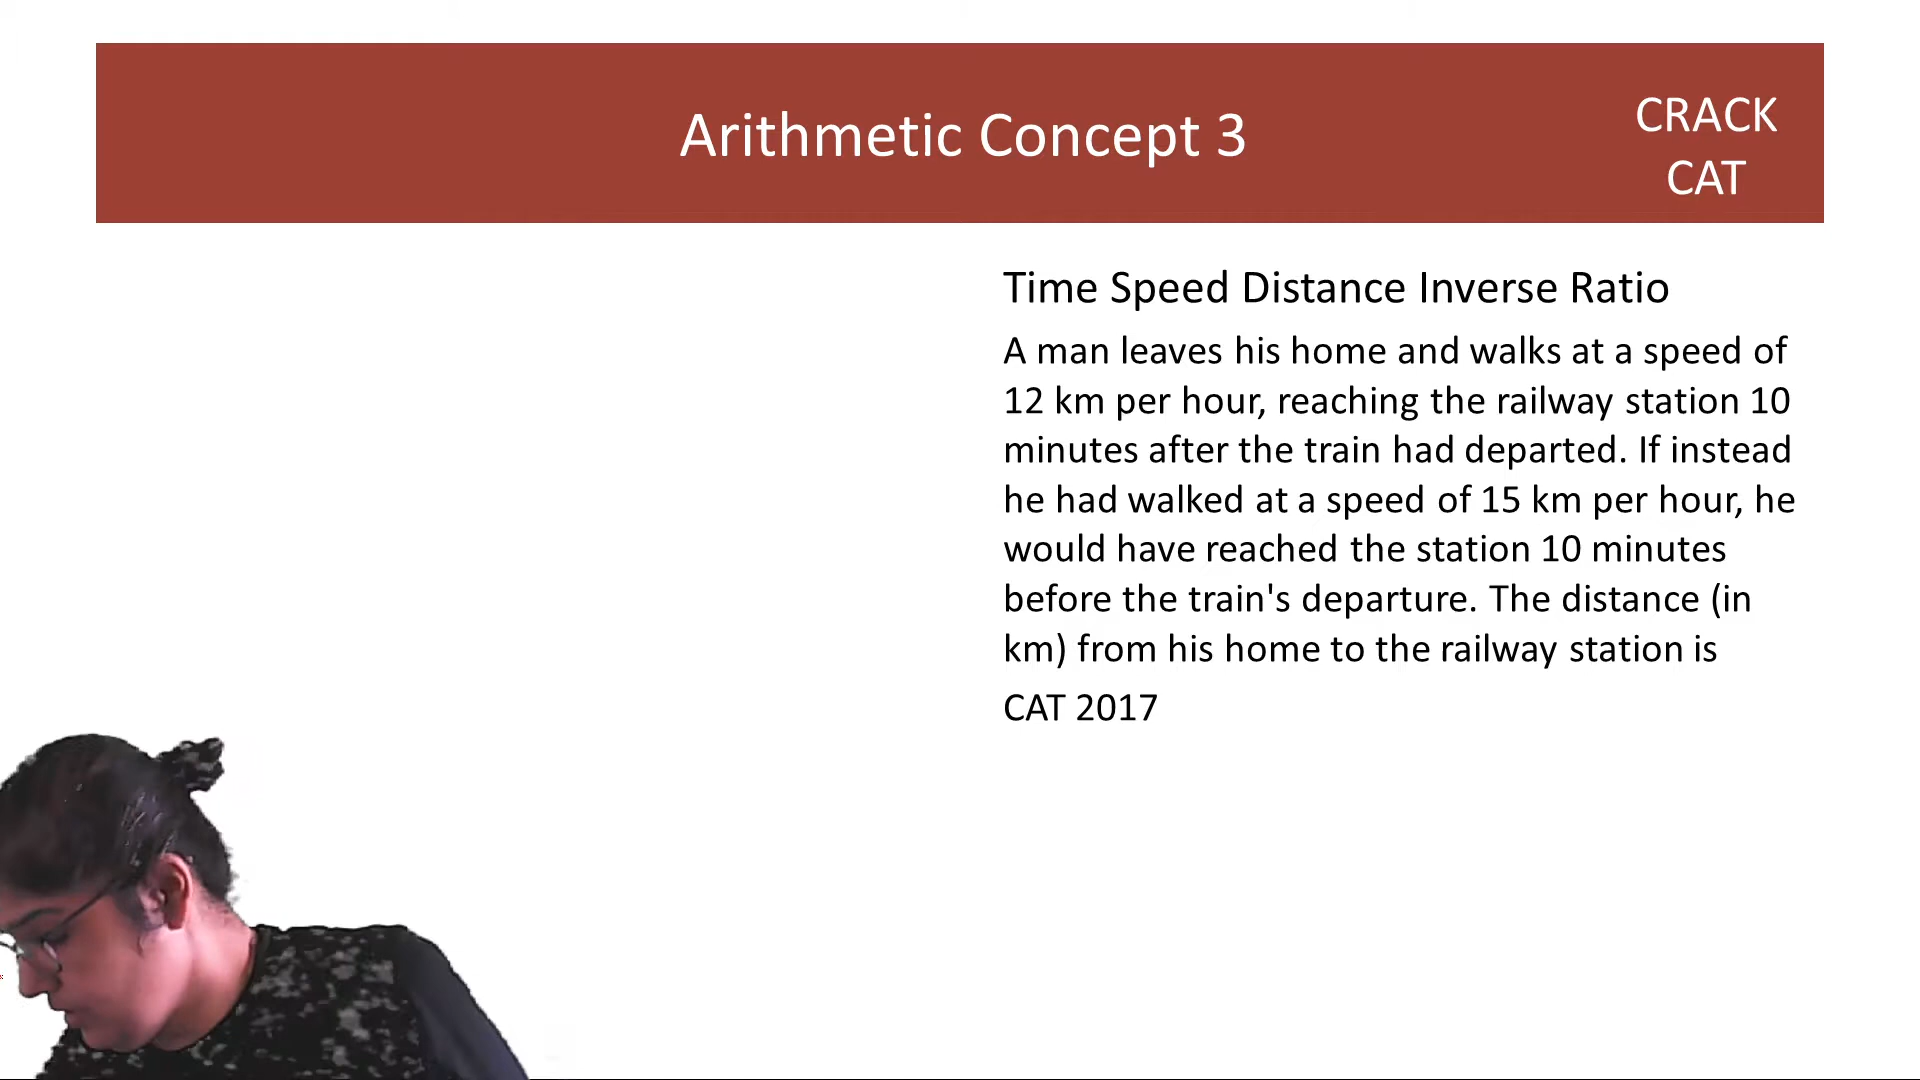 Arithmetic Concept 3
CRACK
CAT
Time Speed Distance Inverse Ratio
A man leaves his home and walks at a speed of
12 km per hour, reaching the railway station 10
minutes after the train had departed. If instead
he had walked at a speed of 15 km per hour, he
would have reached the station 10 minutes
before the train's departure. The distance (in
km) from his home to the railway station is
CAT 2017